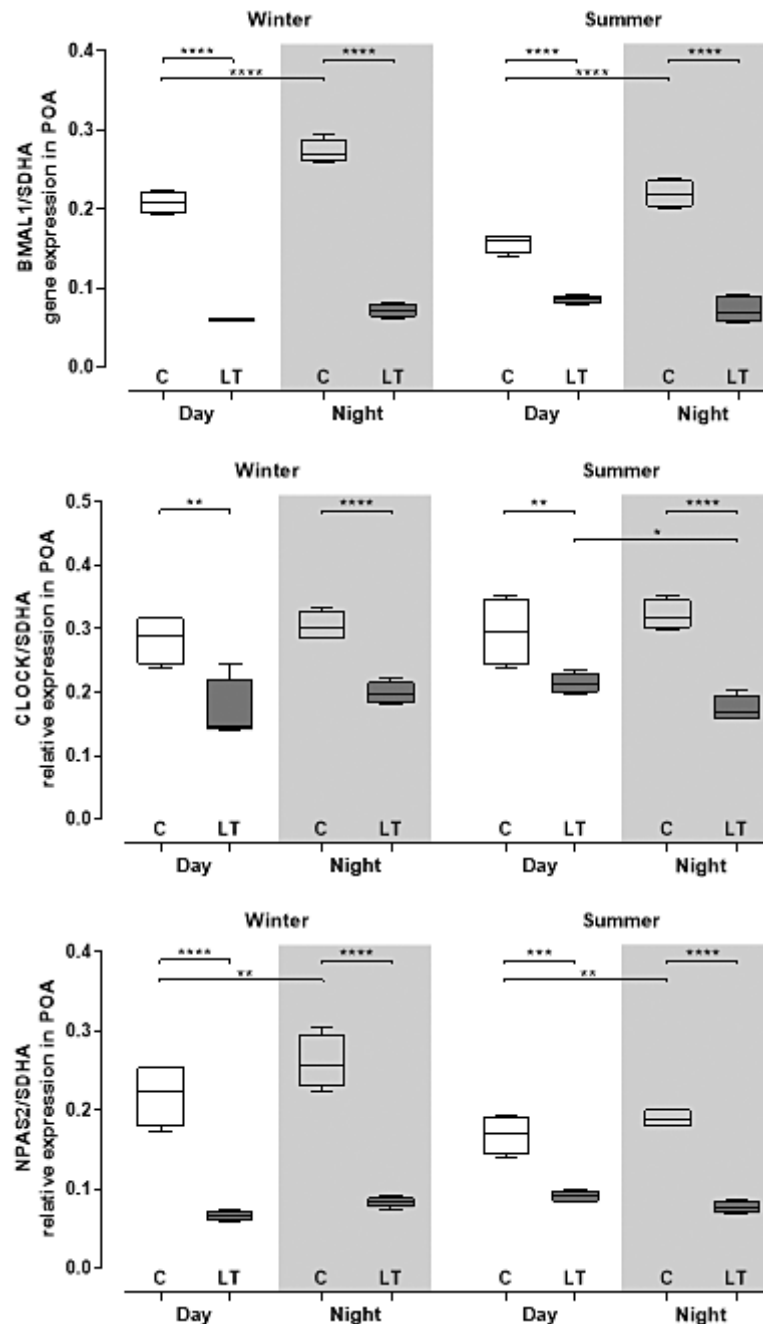 Winter Summer
0.4
**** **** **** ****
**** ****
0.3
0.2
0.1
0.0
BMAL1/SDHA
gene expression in POA
C LT C LT C LT C LT
Day Night Day Night
Winter Summer
0.5
** **** ** ****
*
0.4
0.3
0.2
0.1
0.0
CLOCK/SDHA
relative expression in POA
C LT C LT C LT C LT
Day Night Day Night
Winter Summer
0.4
**** **** *** ****
** **
0.3
0.2
0.1
0.0
NPAS2/SDHA
relative expression in POA
C LT C LT C LT C LT
Day Night Day Night